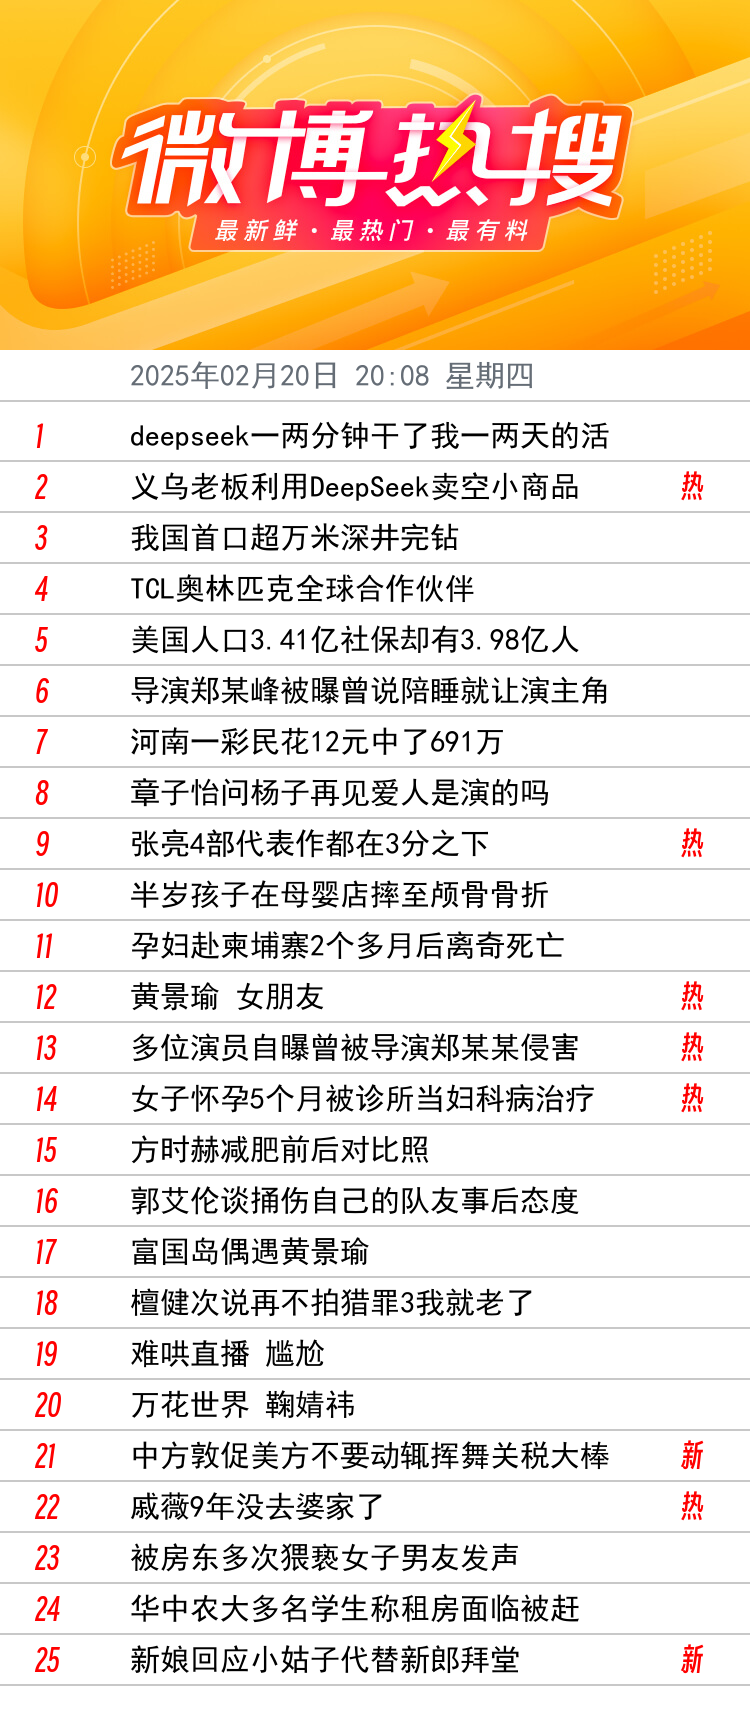 微博热搜
最新鲜·最热门·最有料
2025年02月20日 20:08 星期四
1 deepseek一两分钟干了我一两天的活
2 义乌老板利用DeepSeek卖空小商品 热
3 我国首口超万米深井完钻
4 TCL奥林匹克全球合作伙伴
5 美国人口3.41亿社保却有3.98亿人
6 导演郑某峰被曝曾说陪睡就让演主角
7 河南一彩民花12元中了691万
8 章子怡问杨子再见爱人是演的吗
9 张亮4部代表作都在3分之下 热
10 半岁孩子在母婴店摔至颅骨骨折
11 孕妇赴柬埔寨2个多月后离奇死亡
12 黄景瑜 女朋友 热
13 多位演员自曝曾被导演郑某某侵害 热
14 女子怀孕5个月被诊所当妇科病治疗 热
15 方时赫减肥前后对比照
16 郭艾伦谈捅伤自己的队友事后态度
17 富国岛偶遇黄景瑜
18 檀健次说再不拍猎罪3我就老了
19 难哄直播 尴尬
20 万花世界 鞠婧祎
21 中方敦促美方不要动辄挥舞关税大棒 新
22 戚薇9年没去婆家了 热
23 被房东多次猥亵女子男友发声
24 华中农大多名学生称租房面临被赶
25 新娘回应小姑子代替新郎拜堂 新